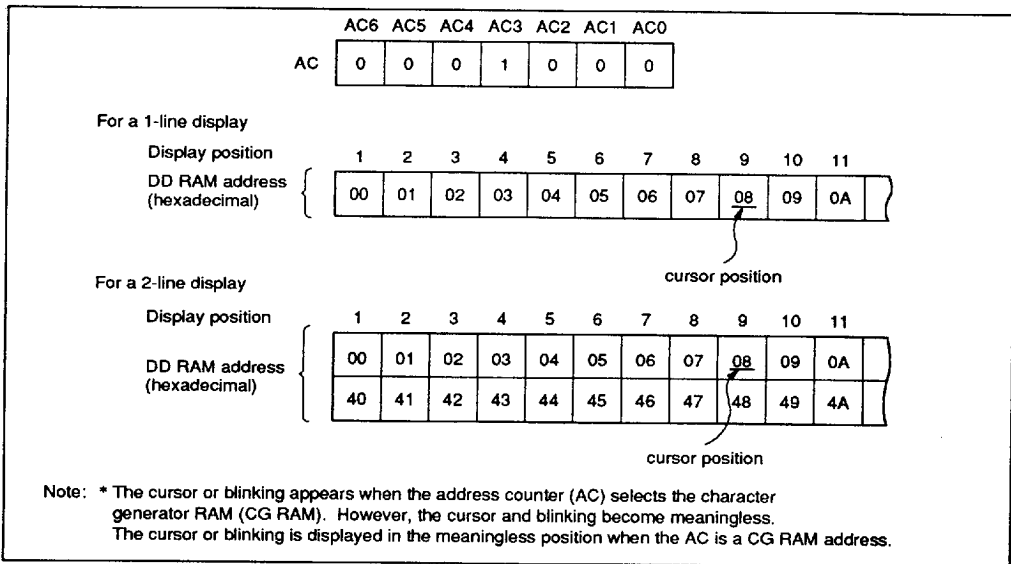 AC6 AC5 AC4 AC3 AC2 AC1 AC0
AC 0 0 0 1 0 0 0
For a 1-line display
Display position 1 2 3 4 5 6 7 8 9 10 11
DD RAM address
(hexadecimal)
00 01 02 03 04 05 06 07 08 09 0A
cursor position
For a 2-line display
Display position 1 2 3 4 5 6 7 8 9 10 11
DD RAM address
(hexadecimal)
00 01 02 03 04 05 06 07 08 09 0A
40 41 42 43 44 45 46 47 48 49 4A
cursor position
Note: * The cursor or blinking appears when the address counter (AC) selects the character
generator RAM (CG RAM). However, the cursor and blinking become meaningless.
The cursor or blinking is displayed in the meaningless position when the AC is a CG RAM address.